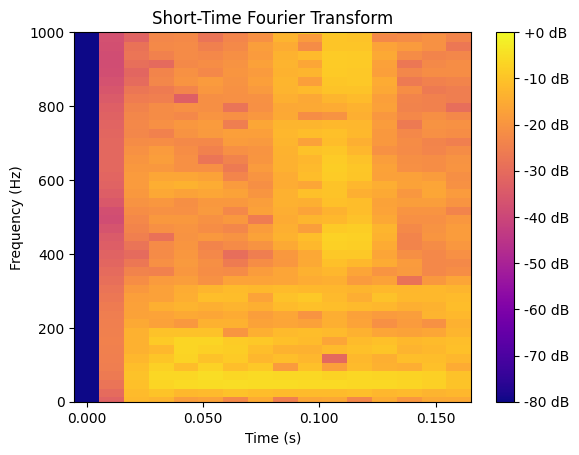 Short-Time Fourier Transform
1000
800
600
400
200
0
Frequency (Hz)
0.000
0.050
0.100
0.150
Time (s)
+0 dB
-10 dB
-20 dB
-30 dB
-40 dB
-50 dB
-60 dB
-70 dB
-80 dB